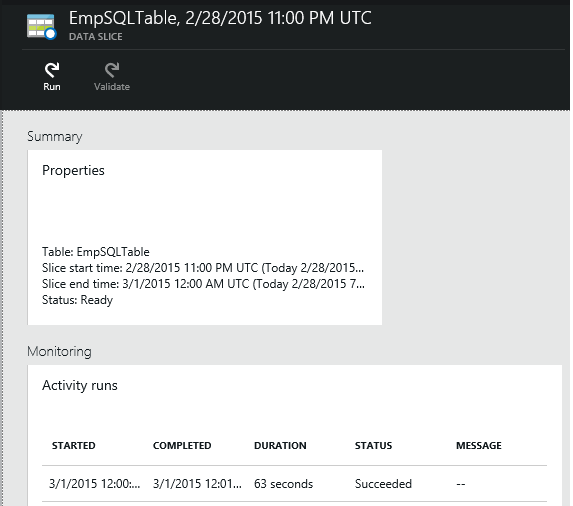 EmpSQLTable, 2/28/2015 11:00 PM UTC
DATA SLICE
Run Validate
Summary
Properties
Table: EmpSQLTable
Slice start time: 2/28/2015 11:00 PM UTC (Today 2/28/2015...
Slice end time: 3/1/2015 12:00 AM UTC (Today 2/28/2015 7...
Status: Ready
Monitoring
Activity runs
STARTED COMPLETED DURATION STATUS MESSAGE
3/1/2015 12:00:... 3/1/2015 12:01... 63 seconds Succeeded --